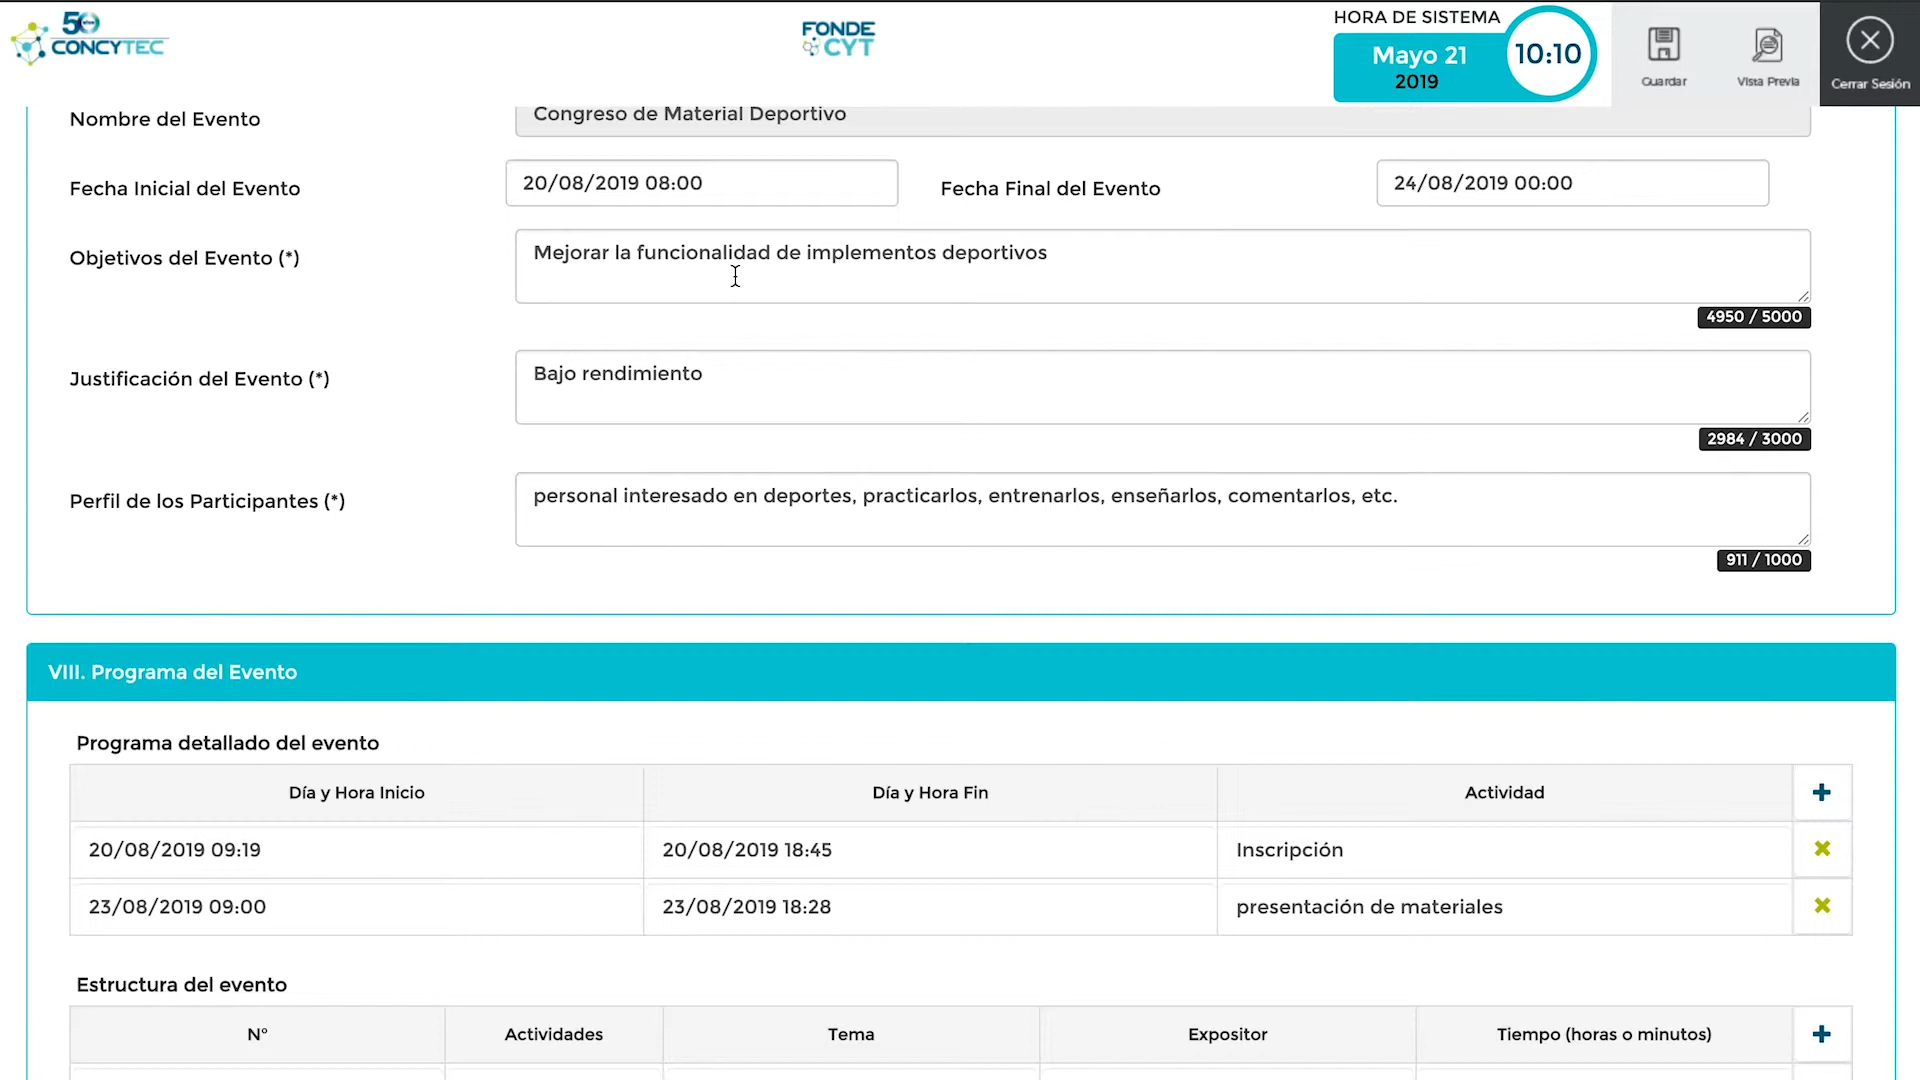 50 años
CONCYTEC
FONDE
CYT
HORA DE SISTEMA
Mayo 21
2019
10:10
Guardar
Vista Previa
Cerrar Sesión
Nombre del Evento
Congreso de Material Deportivo
Fecha Inicial del Evento
20/08/2019 08:00
Fecha Final del Evento
24/08/2019 00:00
Objetivos del Evento (*)
Mejorar la funcionalidad de implementos deportivos
4950 / 5000
Justificación del Evento (*)
Bajo rendimiento
2984 / 3000
Perfil de los Participantes (*)
personal interesado en deportes, practicarlos, entrenarlos, enseñarlos, comentarlos, etc.
911 / 1000
VIII. Programa del Evento
Programa detallado del evento
Día y Hora Inicio
Día y Hora Fin
Actividad
20/08/2019 09:19
20/08/2019 18:45
Inscripción
23/08/2019 09:00
23/08/2019 18:28
presentación de materiales
Estructura del evento
N°
Actividades
Tema
Expositor
Tiempo (horas o minutos)